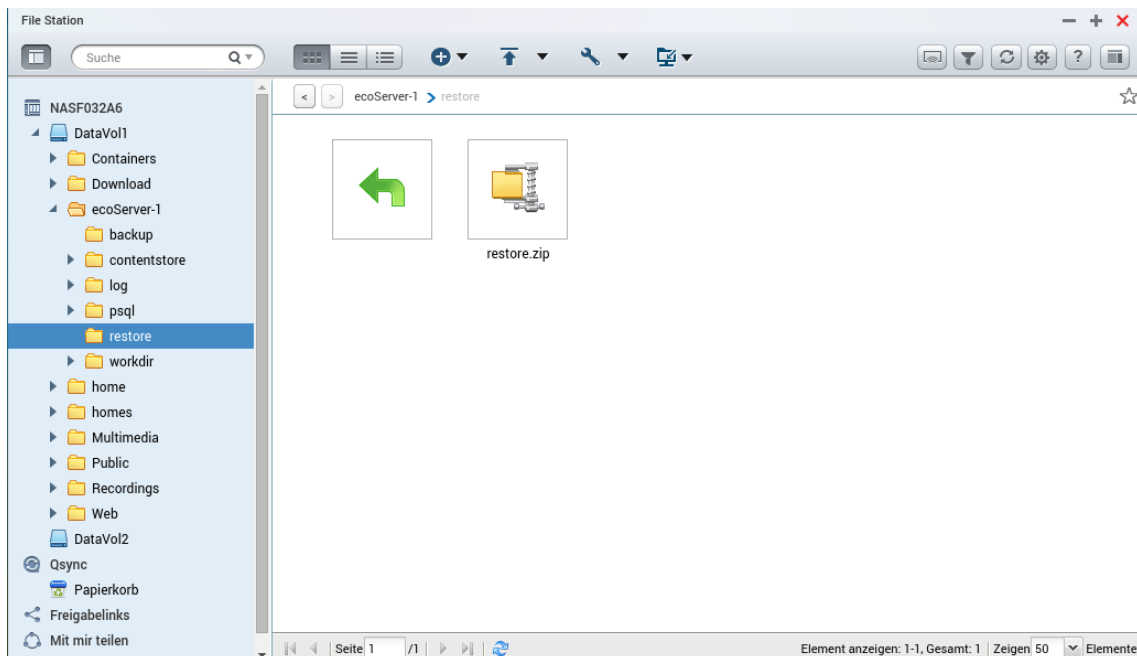 File Station
Suche
NASF032A6
DataVol1
Containers
Download
ecoServer-1
backup
contentstore
log
psql
restore
workdir
home
homes
Multimedia
Public
Recordings
Web
DataVol2
Qsync
Papierkorb
Freigabelinks
Mit mir teilen
ecoServer-1 restore
restore.zip
Seite 1 /1
Element anzeigen: 1-1, Gesamt: 1 Zeigen 50 Elemente